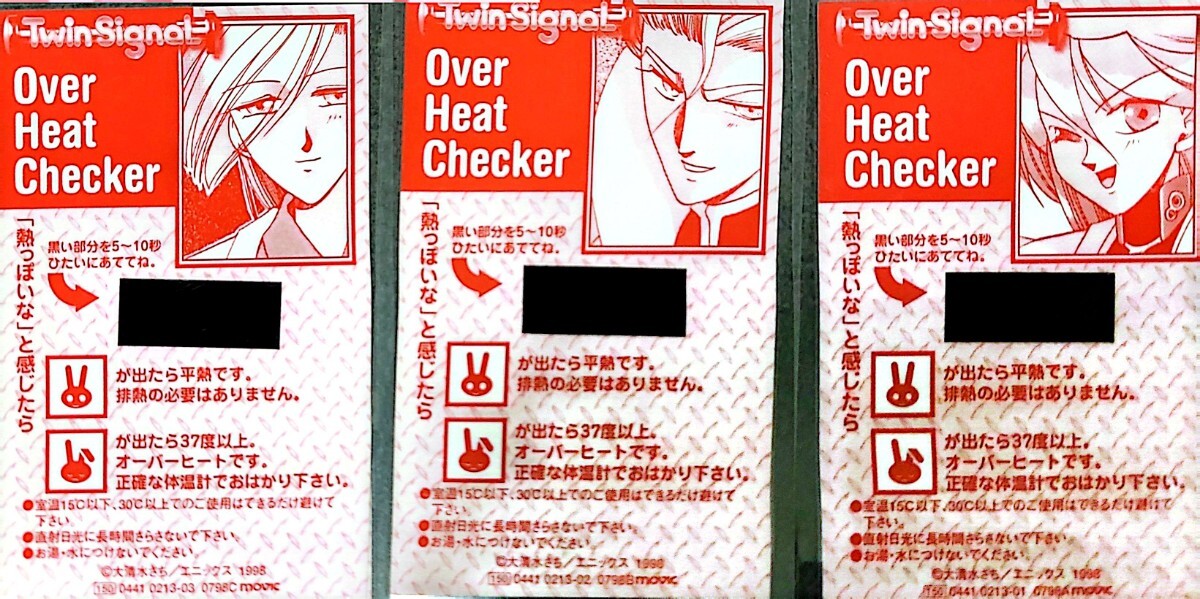 Twin Signal
Over
Heat
Checker
「熱っぽいな」と感じたら
黒い部分を5〜10秒
ひたいにあててね。
が出たら平熱です。
排熱の必要はありません。
が出たら37度以上。
オーバーヒートです。
正確な体温計でおはかり下さい。
●室温15℃以下、30℃以上でのご使用はできるだけ避けて
下さい。
●直射日光に長時間さらさないで下さい。
●お湯・水につけないでください。
©大清水さち/エニックス 1998
150 0441 0213-03 0798C movic
Twin Signal
Over
Heat
Checker
「熱っぽいな」と感じたら
黒い部分を5〜10秒
ひたいにあててね。
が出たら平熱です。
排熱の必要はありません。
が出たら37度以上。
オーバーヒートです。
正確な体温計でおはかり下さい。
●室温15℃以下、30℃以上でのご使用はできるだけ避けて
下さい。
●直射日光に長時間さらさないで下さい。
●お湯・水につけないでください。
©大清水さち/エニックス 1998
150 0441 0213-02 0798B movic
Twin Signal
Over
Heat
Checker
「熱っぽいな」と感じたら
黒い部分を5〜10秒
ひたいにあててね。
が出たら平熱です。
排熱の必要はありません。
が出たら37度以上。
オーバーヒートです。
正確な体温計でおはかり下さい。
●室温15℃以下、30℃以上でのご使用はできるだけ避けて
下さい。
●直射日光に長時間さらさないで下さい。
●お湯・水につけないでください。
©大清水さち/エニックス 1998
150 0441 0213-01 0798A movic